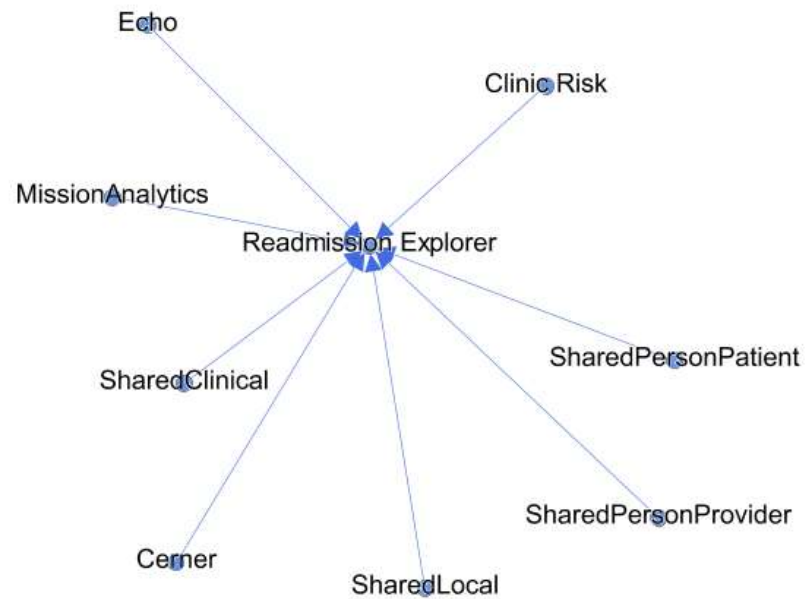 Echo
Clinic Risk
MissionAnalytics
Readmission Explorer
SharedPersonPatient
SharedClinical
SharedPersonProvider
Cerner
SharedLocal